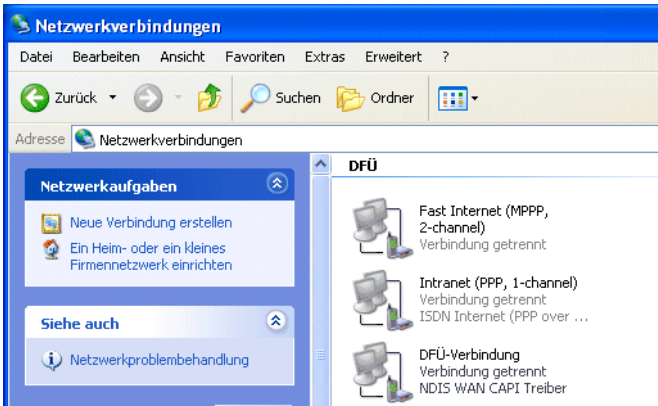 Netzwerkverbindungen
Datei Bearbeiten Ansicht Favoriten Extras Erweitert ?
Zurück Suchen Ordner
Adresse Netzwerkverbindungen
Netzwerkaufgaben
Neue Verbindung erstellen
Ein Heim- oder ein kleines
Firmennetzwerk einrichten
Siehe auch
Netzwerkproblembehandlung
DFÜ
Fast Internet (MPPP,
2-channel)
Verbindung getrennt
Intranet (PPP, 1-channel)
Verbindung getrennt
ISDN Internet (PPP over ...
DFÜ-Verbindung
Verbindung getrennt
NDIS WAN CAPI Treiber